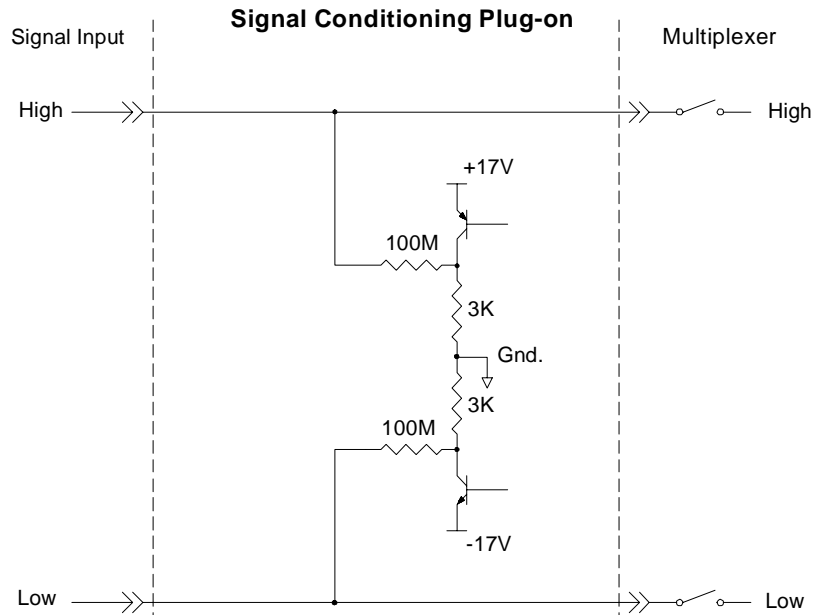 Signal Conditioning Plug-on
Signal Input
Multiplexer
High
High
+17V
100M
3K
Gnd.
3K
100M
-17V
Low
Low